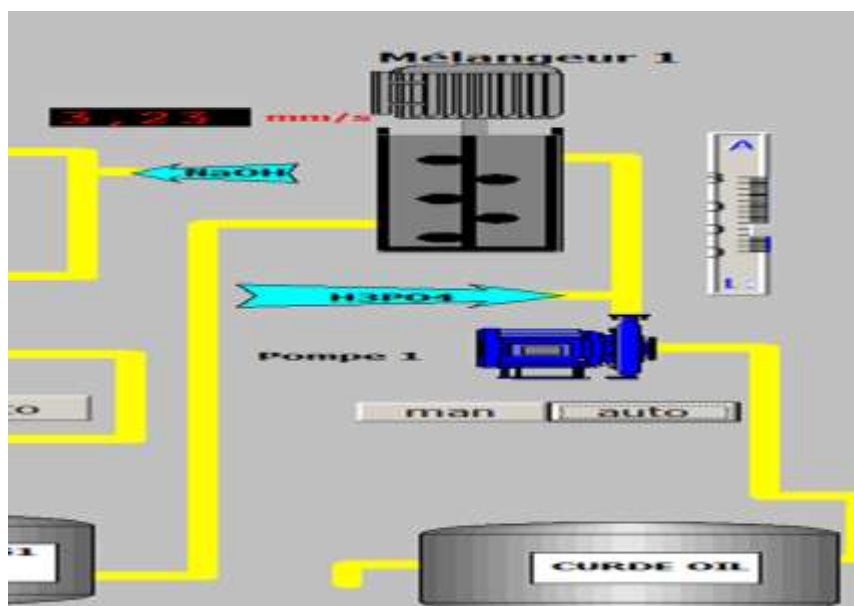 Mélangeur 1
3,23 mm/s
A
NaOH
H3PO4
Pompe 1
man auto
CURDE OIL